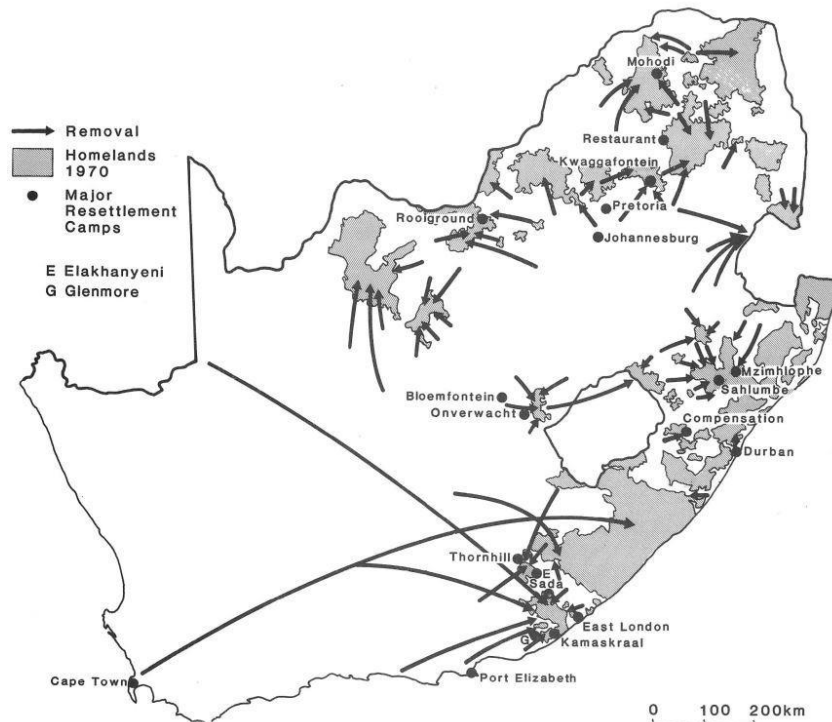 Mohodi
Removal
Homelands
1970
Restaurant
Kwaggafontein
Major
Resettlement
Camps
Pretoria
Rooiground
Johannesburg
E Elakhanyeni
G Glenmore
Mzimhlophe
Sahlumbe
Bloemfontein
Onverwacht
Compensation
Durban
Thornhill
E
Sada
East London
G
Kamaskraal
Cape Town
Port Elizabeth
0 100 200km